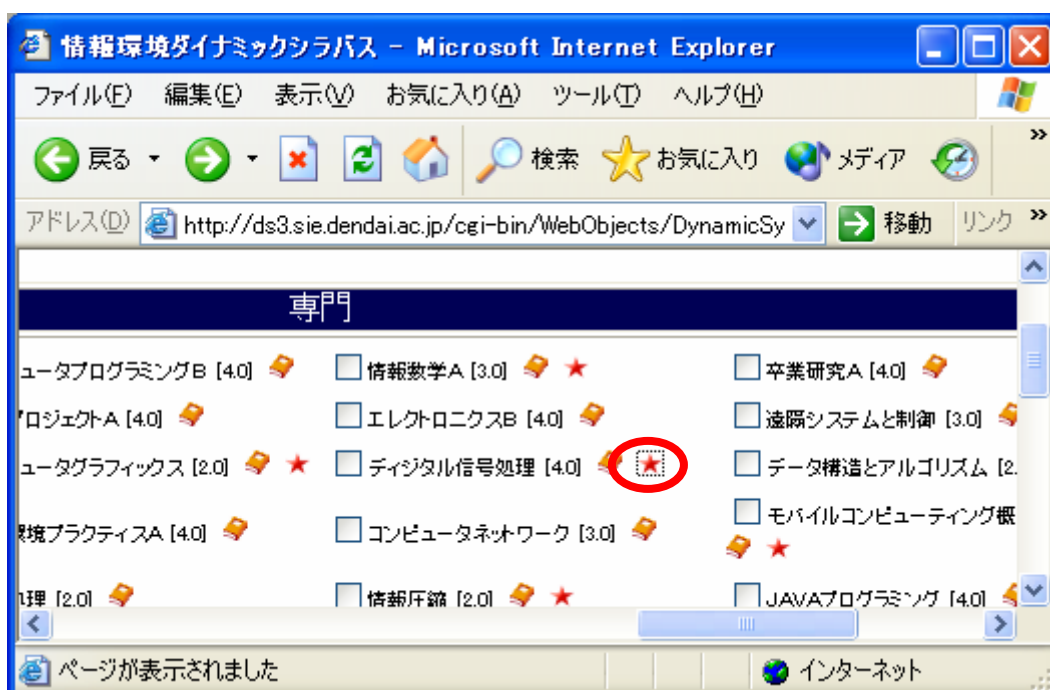 情報環境ダイナミックシラバス - Microsoft Internet Explorer
ファイル(F) 編集(E) 表示(V) お気に入り(A) ツール(T) ヘルプ(H)
戻る 検索 お気に入り メディア »
アドレス(D) http://ds3.sie.dendai.ac.jp/cgi-bin/WebObjects/DynamicSy 移動 リンク »
専門
ュータプログラミングB [4.0] 情報数学A [3.0] 卒業研究A [4.0]
プロジェクトA [4.0] エレクトロニクスB [4.0] 遠隔システムと制御 [3.0]
ュータグラフィックス [2.0] ディジタル信号処理 [4.0] データ構造とアルゴリズム [2.
モバイルコンピューティング概
環境プラクティスA [4.0] コンピュータネットワーク [3.0]
処理 [2.0] 情報圧縮 [2.0] JAVAプログラミング [4.0]
ページが表示されました インターネット